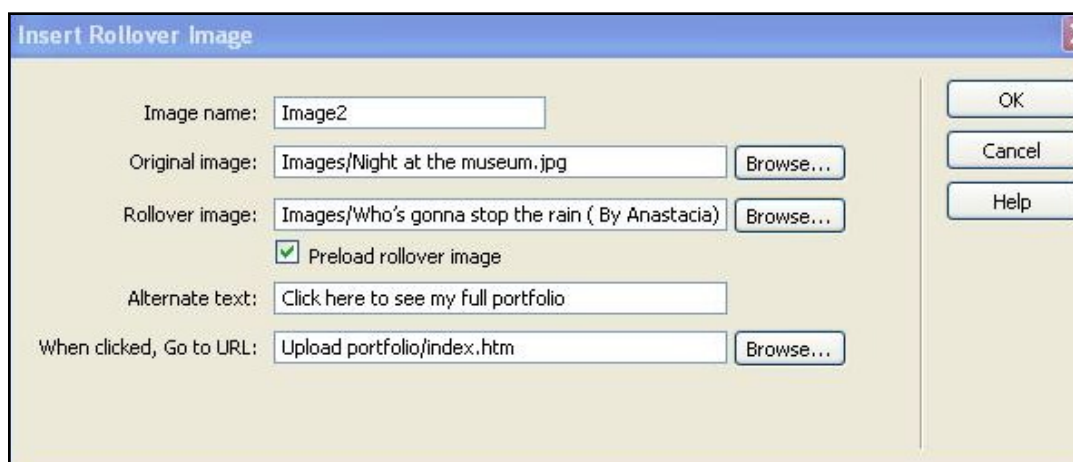 Insert Rollover Image
Image name: Image2
OK
Original image: Images/Night at the museum.jpg Browse...
Cancel
Rollover image: Images/Who's gonna stop the rain ( By Anastacia) Browse...
Help
Preload rollover image
Alternate text: Click here to see my full portfolio
When clicked, Go to URL: Upload portfolio/index.htm Browse...